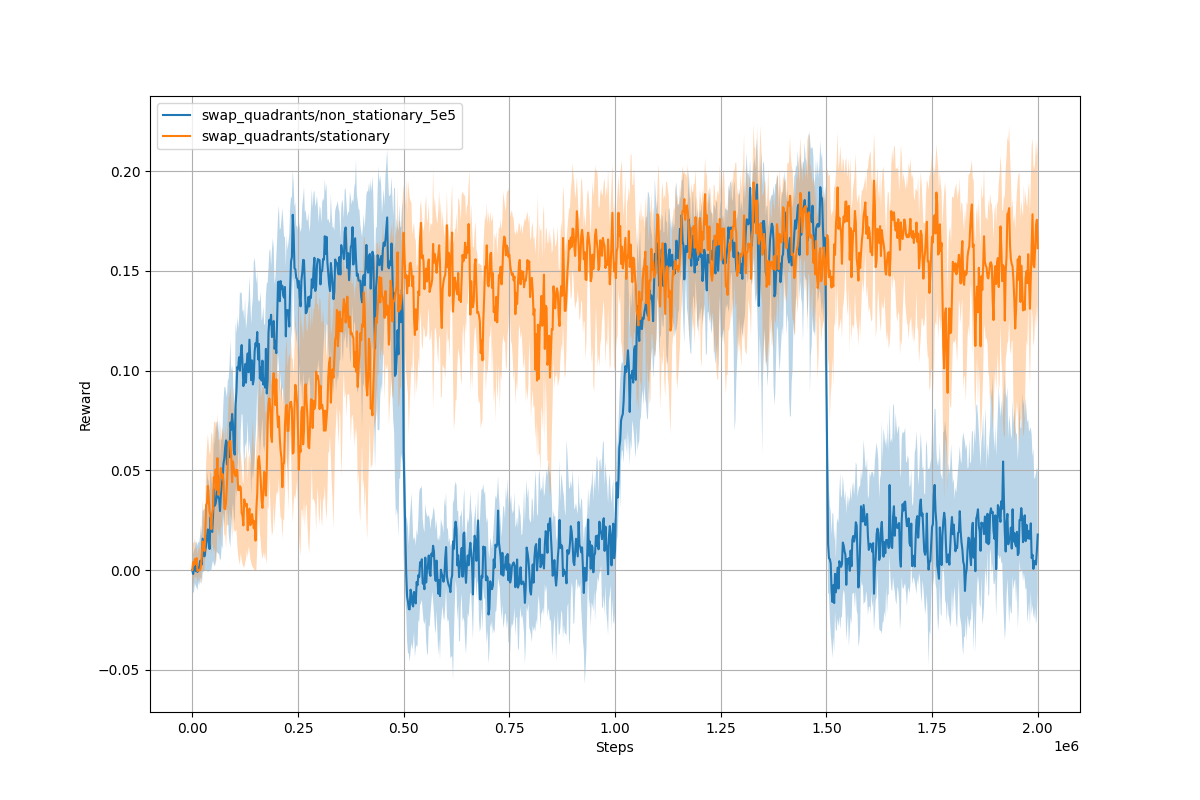 swap_quadrants/non_stationary_5e5
swap_quadrants/stationary
0.20
0.15
0.10
0.05
0.00
−0.05
Reward
0.00 0.25 0.50 0.75 1.00 1.25 1.50 1.75 2.00
Steps
1e6